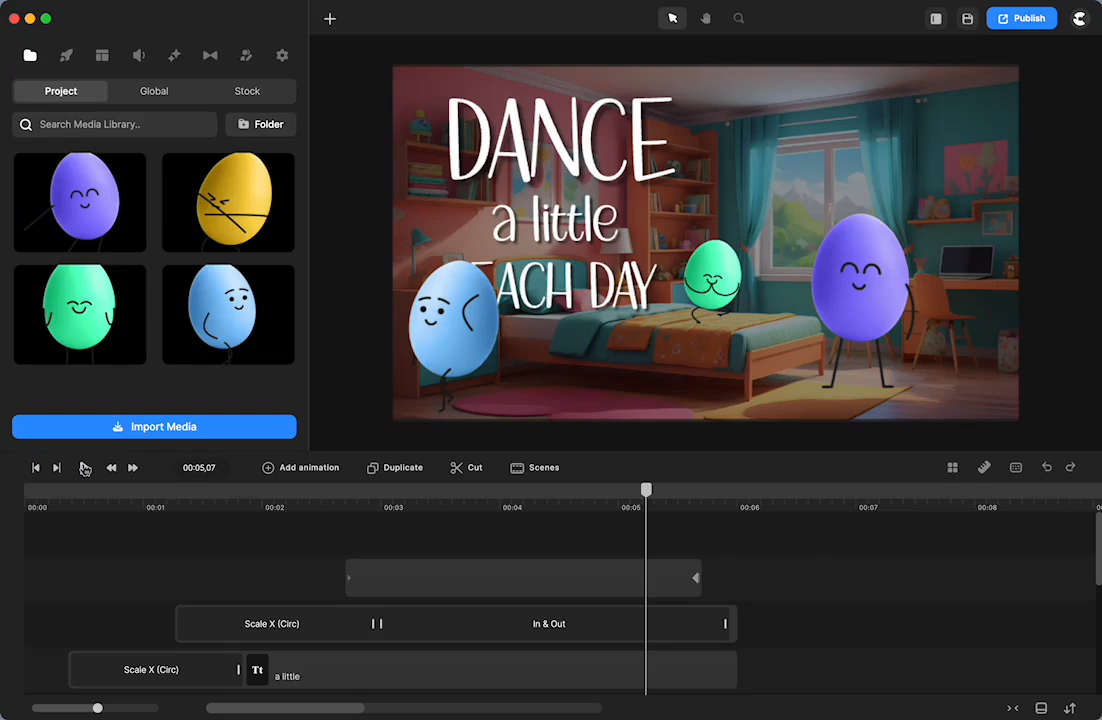 Publish
Project
Global
Stock
Search Media Library..
Folder
DANCE
a little
EACH DAY
Import Media
00:05,07
Add animation
Duplicate
Cut
Scenes
00:00
00:01
00:02
00:03
00:04
00:05
00:06
00:07
00:08
Scale X (Circ)
In & Out
Scale X (Circ)
Tt
a little